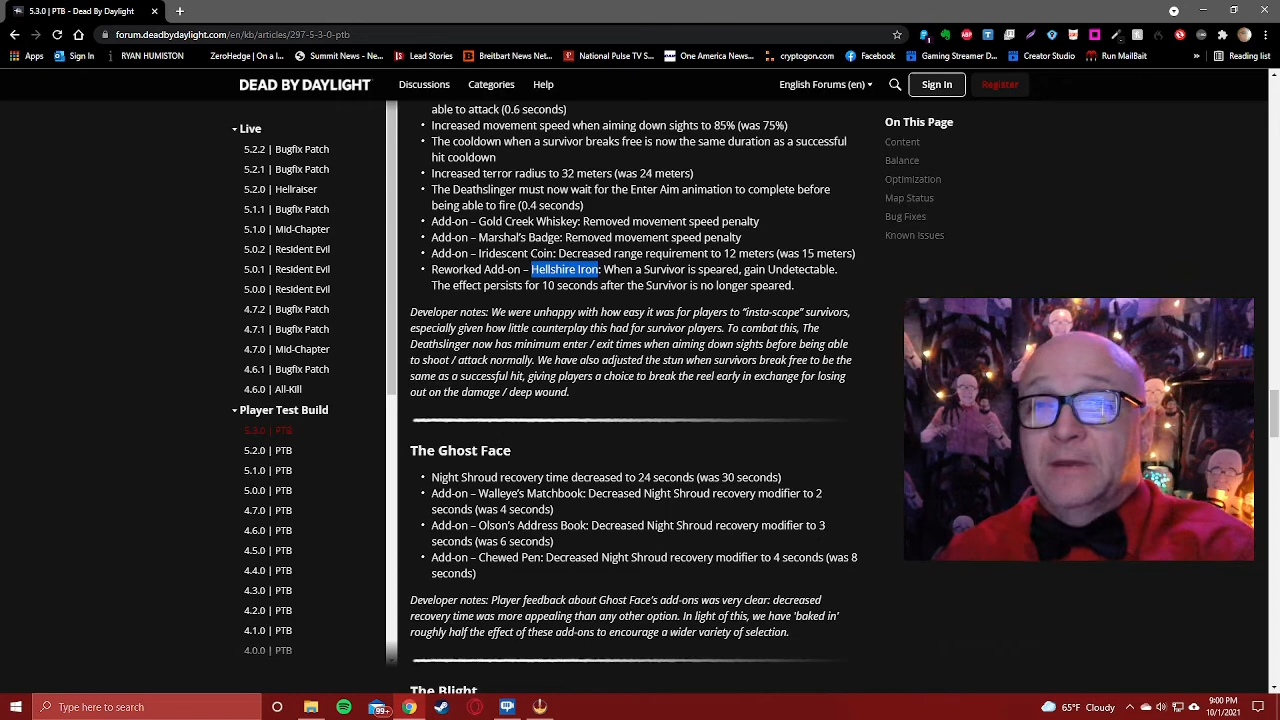 5.3.0 | PTB - Dead By Daylight
forum.deadbydaylight.com/en/kb/articles/297-5-3-0-ptb
Apps
Sign In
RYAN HUMISTON
ZeroHedge | On a lo...
Summit News - Ne...
Lead Stories
Breitbart News Net...
National Pulse TV S...
One America News...
cryptogon.com
Facebook
Gaming Streamer D...
Creator Studio
Run MailBait
»
Reading list
DEAD BY DAYLIGHT
Discussions
Categories
Help
English Forums (en)
Sign In
Register
Live
5.2.2 | Bugfix Patch
5.2.1 | Bugfix Patch
5.2.0 | Hellraiser
5.1.1 | Bugfix Patch
5.1.0 | Mid-Chapter
5.0.2 | Resident Evil
5.0.1 | Resident Evil
5.0.0 | Resident Evil
4.7.2 | Bugfix Patch
4.7.1 | Bugfix Patch
4.7.0 | Mid-Chapter
4.6.1 | Bugfix Patch
4.6.0 | All-Kill
Player Test Build
5.3.0 | PTB
5.2.0 | PTB
5.1.0 | PTB
5.0.0 | PTB
4.7.0 | PTB
4.6.0 | PTB
4.5.0 | PTB
4.4.0 | PTB
4.3.0 | PTB
4.2.0 | PTB
4.1.0 | PTB
4.0.0 | PTB
able to attack (0.6 seconds)
• Increased movement speed when aiming down sights to 85% (was 75%)
• The cooldown when a survivor breaks free is now the same duration as a successful
hit cooldown
• Increased terror radius to 32 meters (was 24 meters)
• The Deathslinger must now wait for the Enter Aim animation to complete before
being able to fire (0.4 seconds)
• Add-on – Gold Creek Whiskey: Removed movement speed penalty
• Add-on – Marshal's Badge: Removed movement speed penalty
• Add-on – Iridescent Coin: Decreased range requirement to 12 meters (was 15 meters)
• Reworked Add-on – Hellshire Iron: When a Survivor is speared, gain Undetectable.
The effect persists for 10 seconds after the Survivor is no longer speared.
Developer notes: We were unhappy with how easy it was for players to “insta-scope” survivors,
especially given how little counterplay this had for survivor players. To combat this, The
Deathslinger now has minimum enter / exit times when aiming down sights before being able
to shoot / attack normally. We have also adjusted the stun when survivors break free to be the
same as a successful hit, giving players a choice to break the reel early in exchange for losing
out on the damage / deep wound.
The Ghost Face
• Night Shroud recovery time decreased to 24 seconds (was 30 seconds)
• Add-on – Walleye's Matchbook: Decreased Night Shroud recovery modifier to 2
seconds (was 4 seconds)
• Add-on – Olson's Address Book: Decreased Night Shroud recovery modifier to 3
seconds (was 6 seconds)
• Add-on – Chewed Pen: Decreased Night Shroud recovery modifier to 4 seconds (was 8
seconds)
Developer notes: Player feedback about Ghost Face's add-ons was very clear: decreased
recovery time was more appealing than any other option. In light of this, we have 'baked in'
roughly half the effect of these add-ons to encourage a wider variety of selection.
The Blight
On This Page
Content
Balance
Optimization
Map Status
Bug Fixes
Known Issues
Type here to search
99+
65°F Cloudy
9:00 PM
10/1/2021